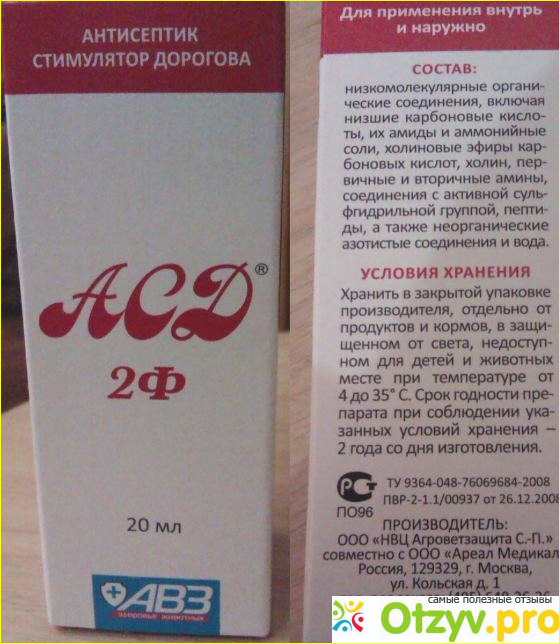 АНТИСЕПТИК
СТИМУЛЯТОР ДОРОГОВА
АСД®
2Ф
20 мл
АВЗ
здоровье животных
Для применения внутрь
и наружно
СОСТАВ:
низкомолекулярные органи-
ческие соединения, включая
низшие карбоновые кисло-
ты, их амиды и аммонийные
соли, холиновые эфиры кар-
боновых кислот, холин, пер-
вичные и вторичные амины,
соединения с активной суль-
фгидрильной группой, пепти-
ды, а также неорганические
азотистые соединения и вода.
УСЛОВИЯ ХРАНЕНИЯ
Хранить в закрытой упаковке
производителя, отдельно от
продуктов и кормов, в защи-
щенном от света, недоступ-
ном для детей и животных
месте при температуре от
4 до 35° С. Срок годности пре-
парата при соблюдении ука-
занных условий хранения –
2 года со дня изготовления.
РСТ
ПО96
ТУ 9364-048-76069684-2008
ПВР-2-1.1/00937 от 26.12.2008
ПРОИЗВОДИТЕЛЬ:
ООО «НВЦ Агроветзащита С.-П.»
совместно с ООО «Ареал Медикал
Россия, 129329, г. Москва,
ул. Кольская д. 1
самые полезные отзывы
Otzyv.pro